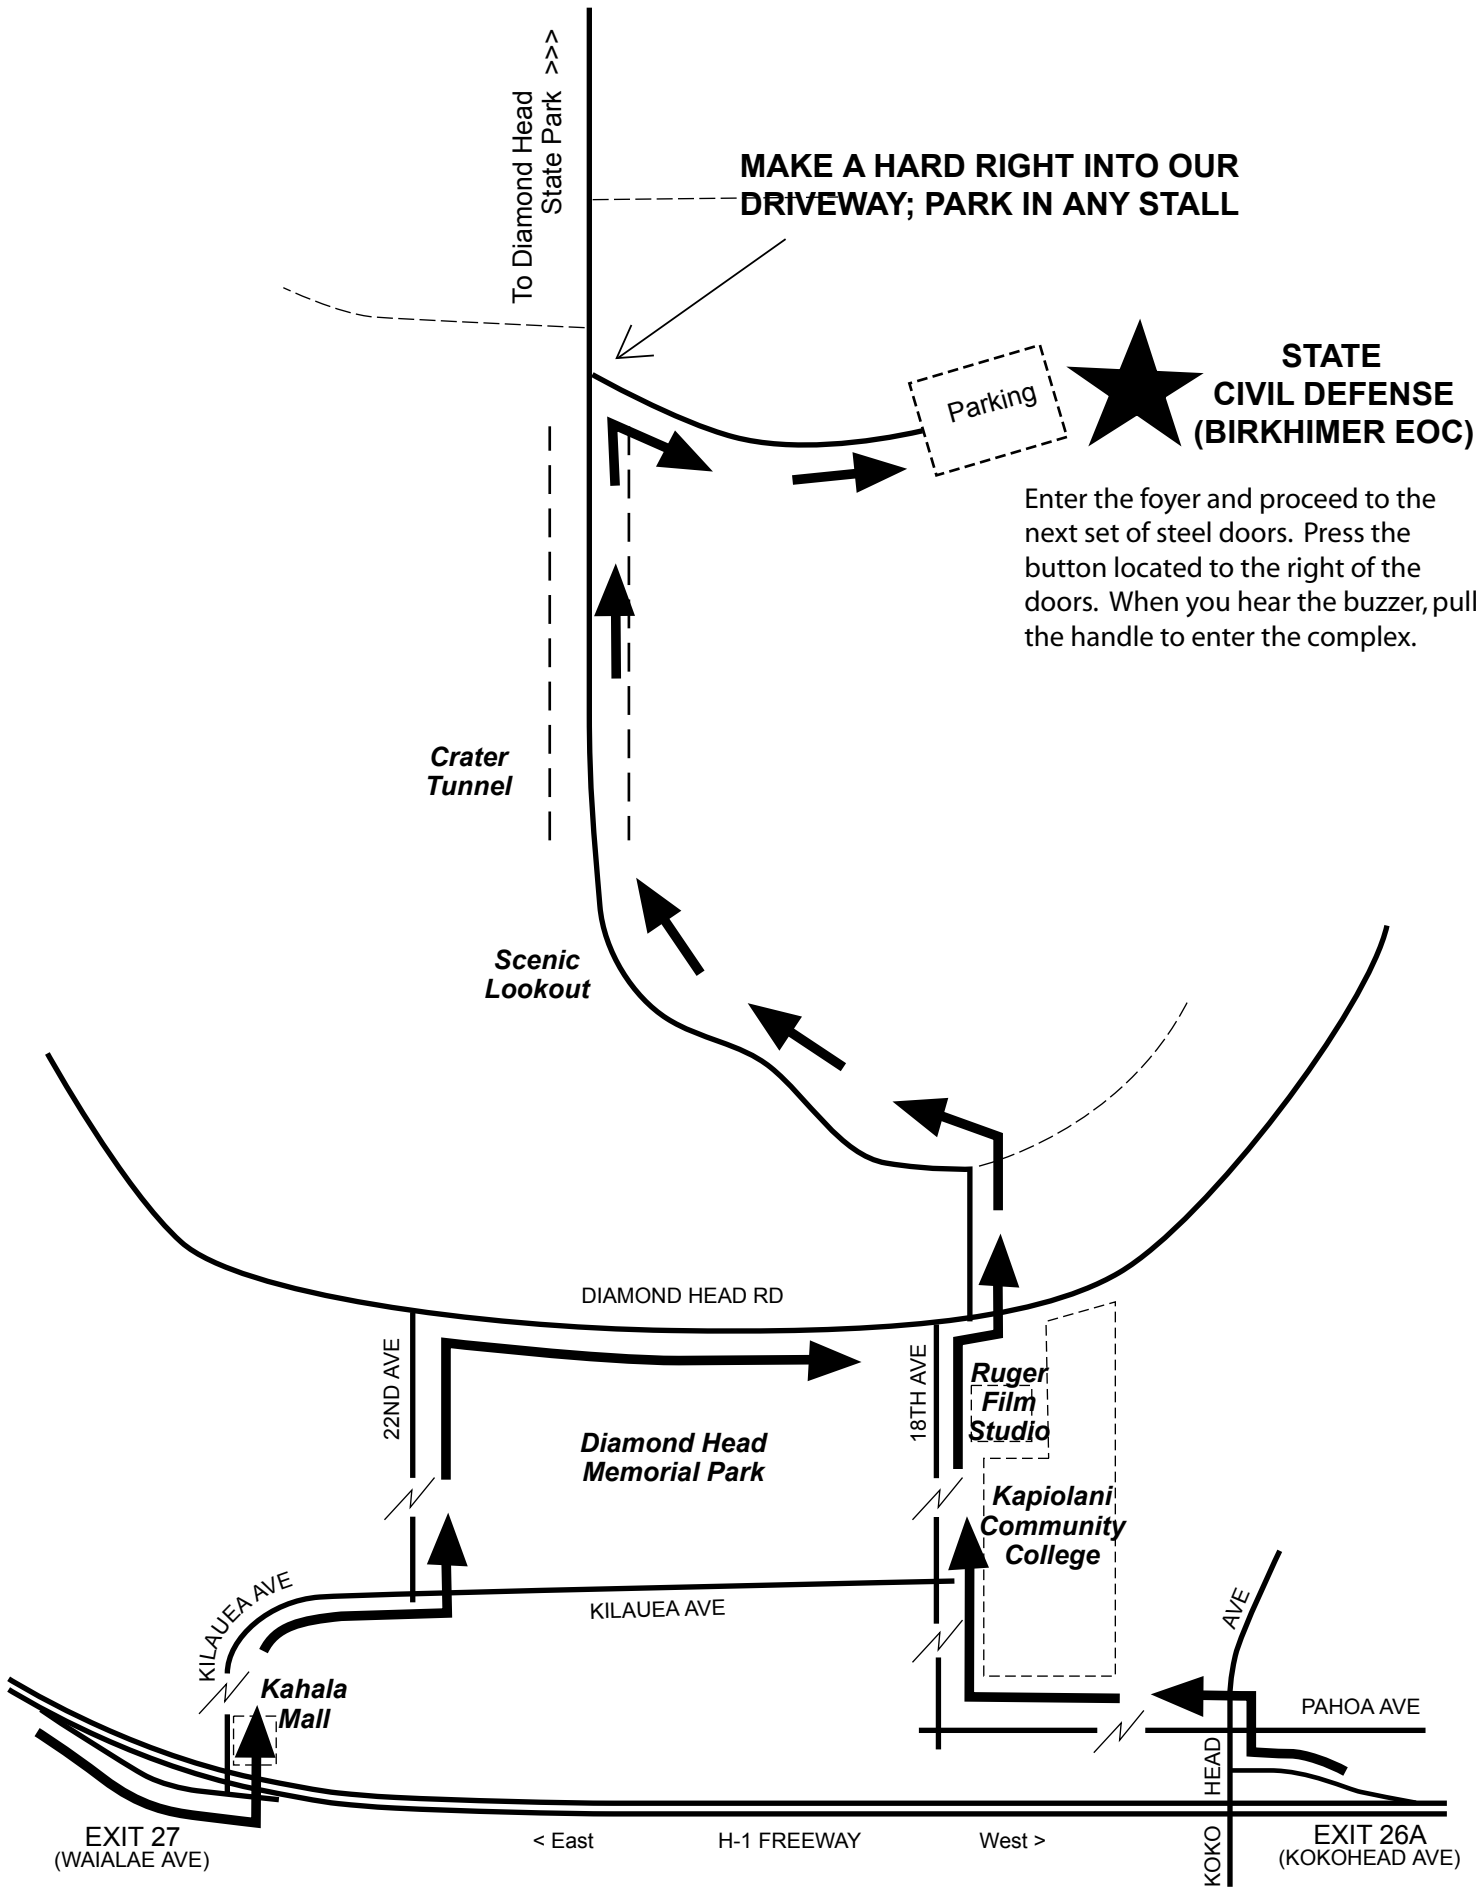 To Diamond Head
State Park >>>
MAKE A HARD RIGHT INTO OUR
DRIVEWAY; PARK IN ANY STALL
Parking
STATE
CIVIL DEFENSE
(BIRKHIMER EOC)
Enter the foyer and proceed to the
next set of steel doors. Press the
button located to the right of the
doors. When you hear the buzzer, pull
the handle to enter the complex.
Crater
Tunnel
Scenic
Lookout
DIAMOND HEAD RD
22ND AVE
18TH AVE
Ruger
Film
Studio
Diamond Head
Memorial Park
Kapiolani
Community
College
KILAUEA AVE
KILAUEA AVE
Kahala
Mall
KOKO HEAD AVE
PAHOA AVE
EXIT 27
(WAIALAE AVE)
< East
H-1 FREEWAY
West >
EXIT 26A
(KOKOHEAD AVE)